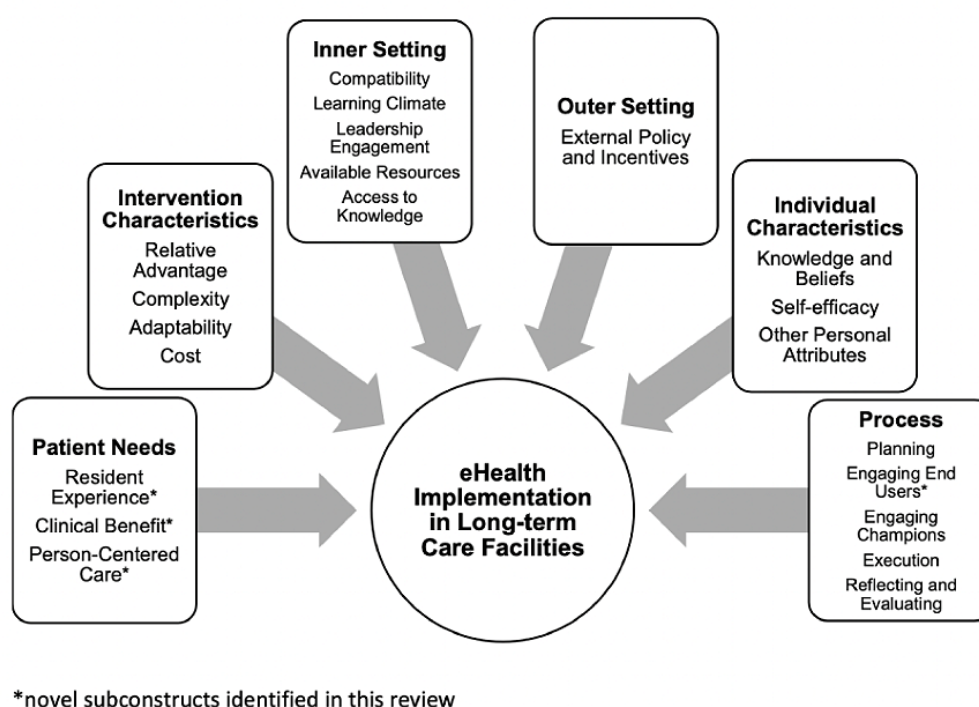 Inner Setting
Compatibility
Learning Climate
Leadership
Engagement
Available Resources
Access to
Knowledge
Outer Setting
External Policy
and Incentives
Intervention
Characteristics
Relative
Advantage
Complexity
Adaptability
Cost
Individual
Characteristics
Knowledge and
Beliefs
Self-efficacy
Other Personal
Attributes
Patient Needs
Resident
Experience*
Clinical Benefit*
Person-Centered
Care*
eHealth
Implementation
in Long-term
Care Facilities
Process
Planning
Engaging End
Users*
Engaging
Champions
Execution
Reflecting and
Evaluating
*novel subconstructs identified in this review